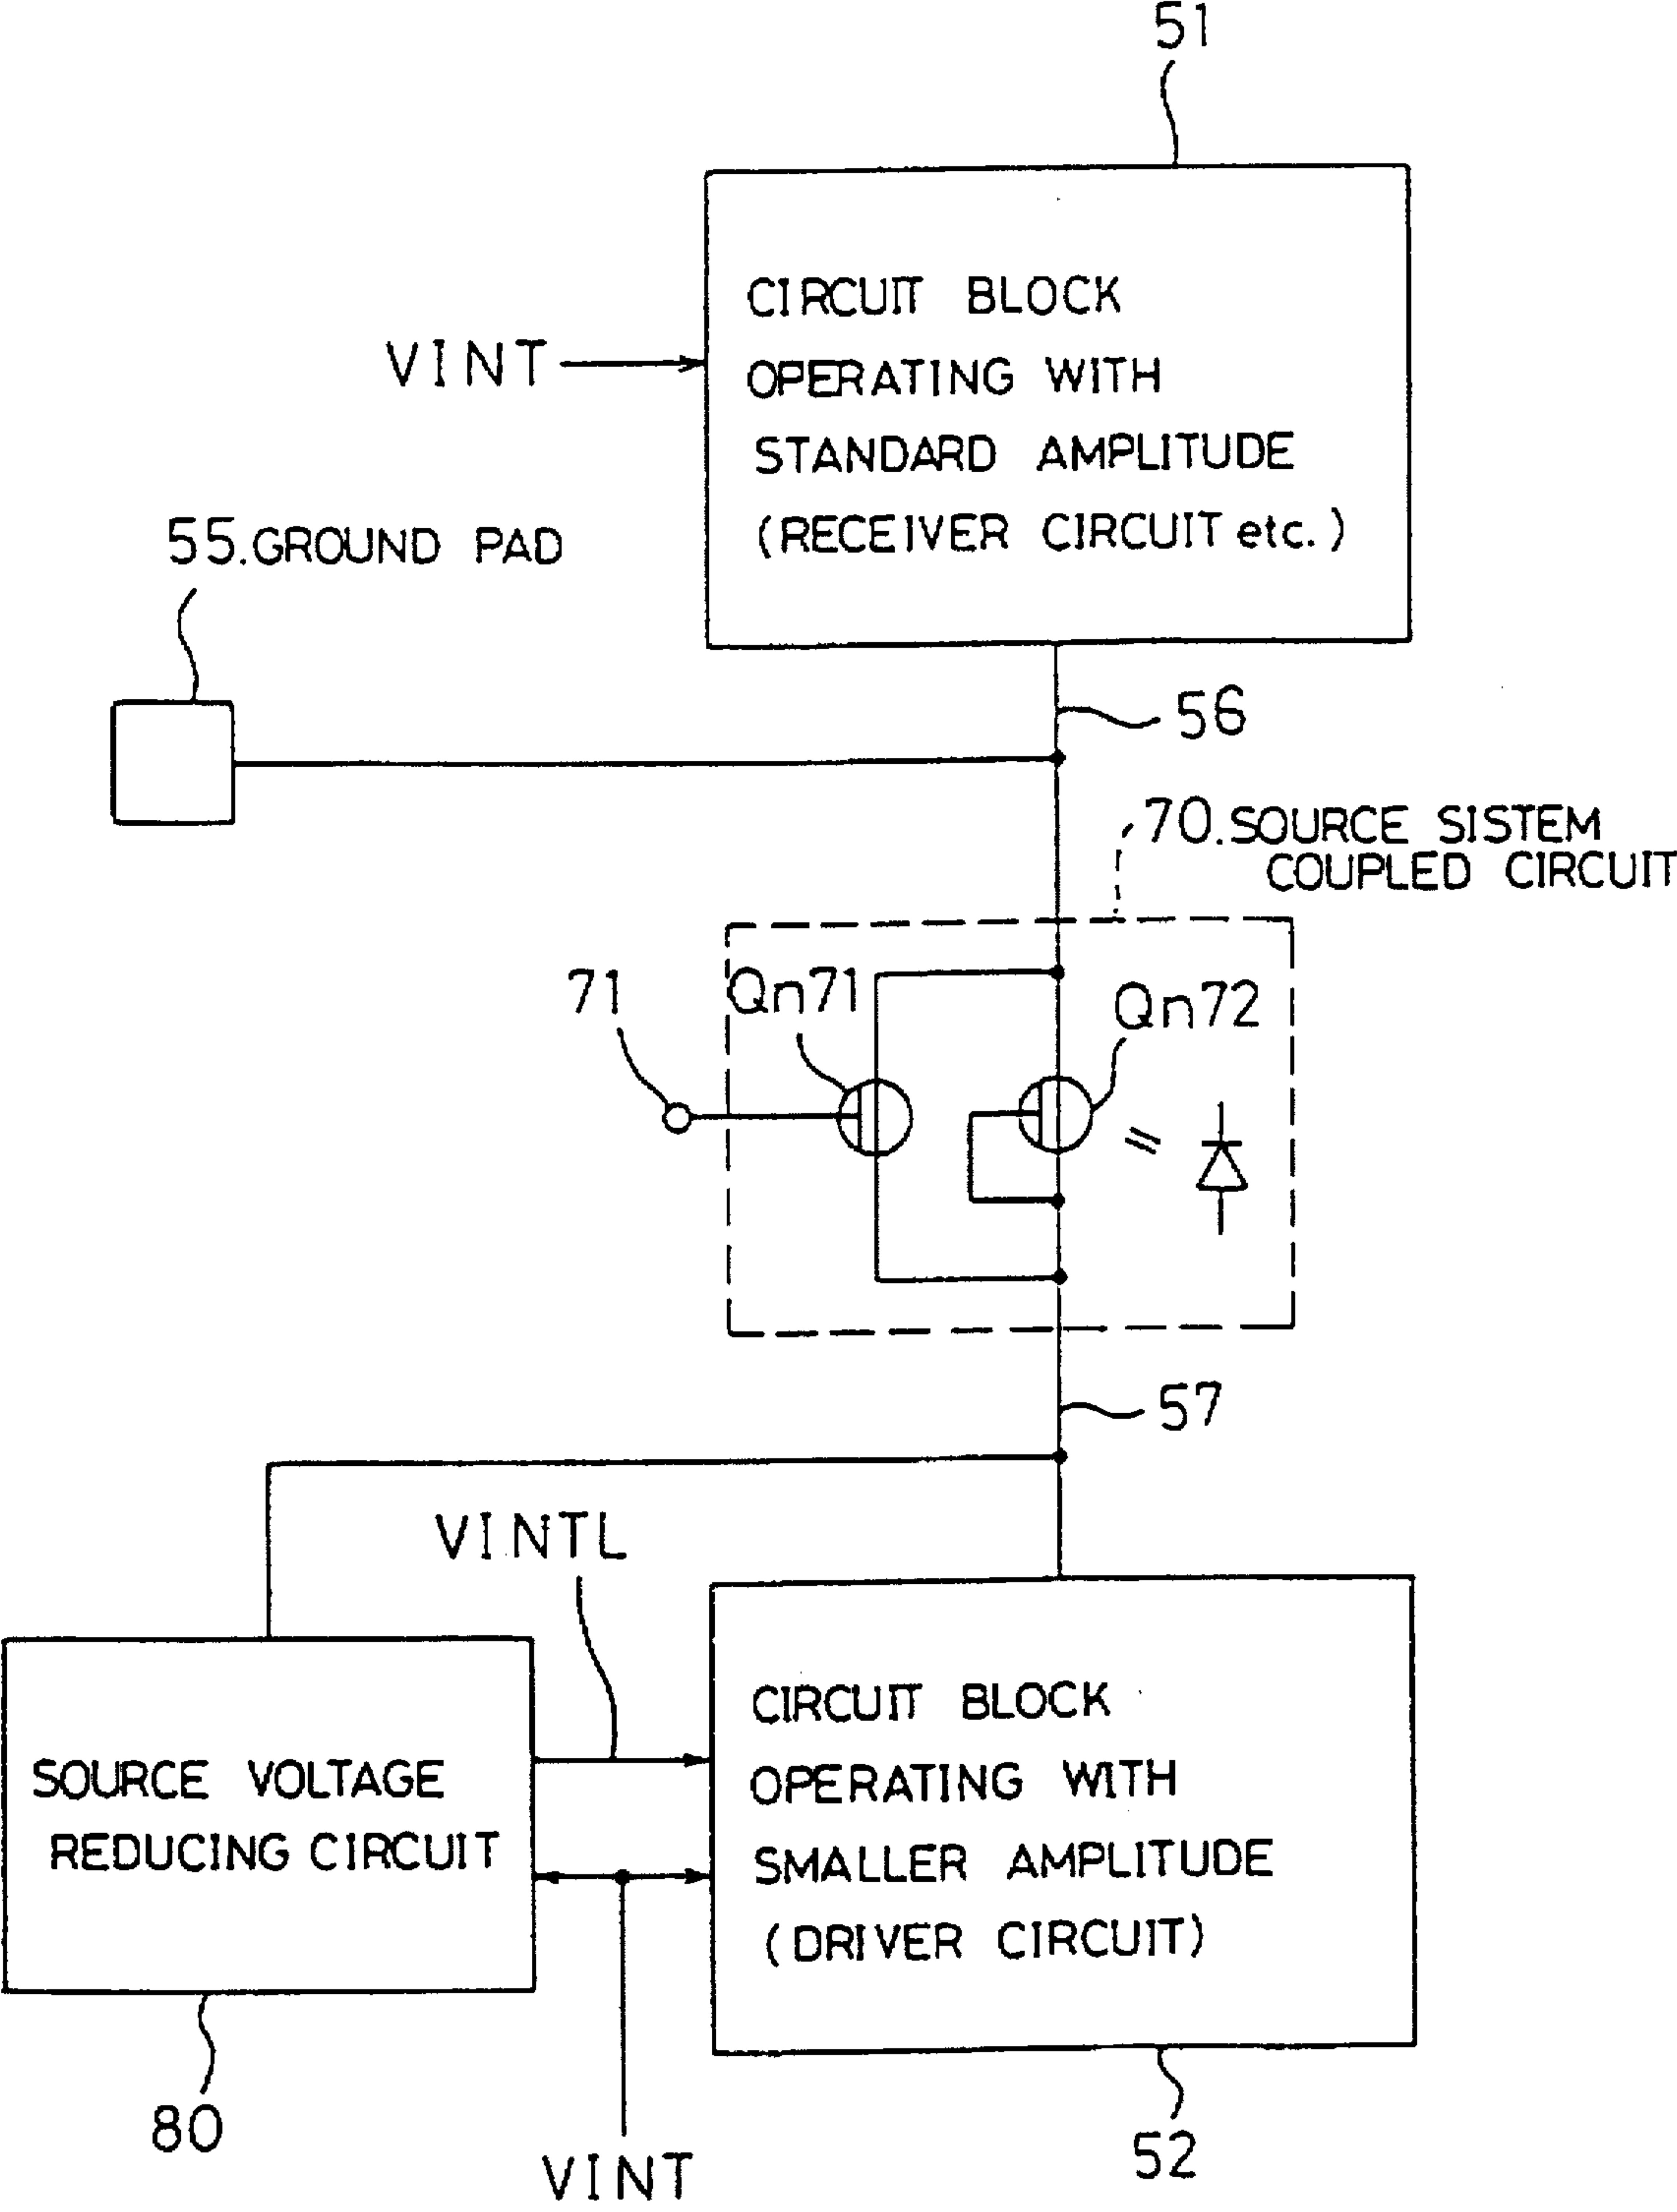 51
CIRCUIT BLOCK
OPERATING WITH
STANDARD AMPLITUDE
(RECEIVER CIRCUIT etc.)
VINT
55.GROUND PAD
56
70.SOURCE SISTEM
COUPLED CIRCUIT
71
Qn71
Qn72
57
VINTL
SOURCE VOLTAGE
REDUCING CIRCUIT
CIRCUIT BLOCK
OPERATING WITH
SMALLER AMPLITUDE
(DRIVER CIRCUIT)
80
VINT
52